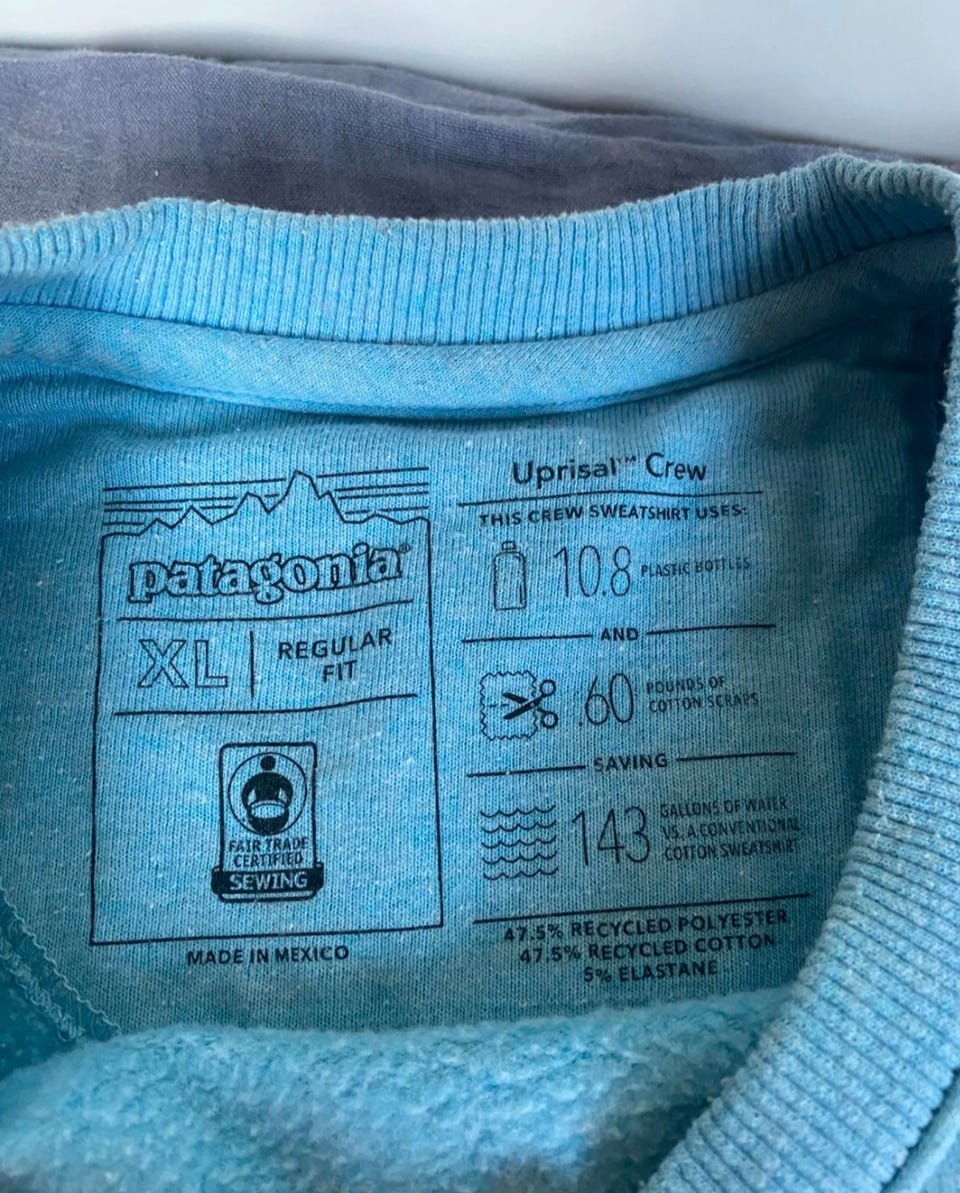 patagonia®
XL
REGULAR
FIT
FAIR TRADE
CERTIFIED
SEWING
MADE IN MEXICO
Uprisal™ Crew
THIS CREW SWEATSHIRT USES:
10.8 PLASTIC BOTTLES
AND
.60 POUNDS OF
COTTON SCRAPS
SAVING
143 GALLONS OF WATER
VS. A CONVENTIONAL
COTTON SWEATSHIRT
47.5% RECYCLED POLYESTER
47.5% RECYCLED COTTON
5% ELASTANE